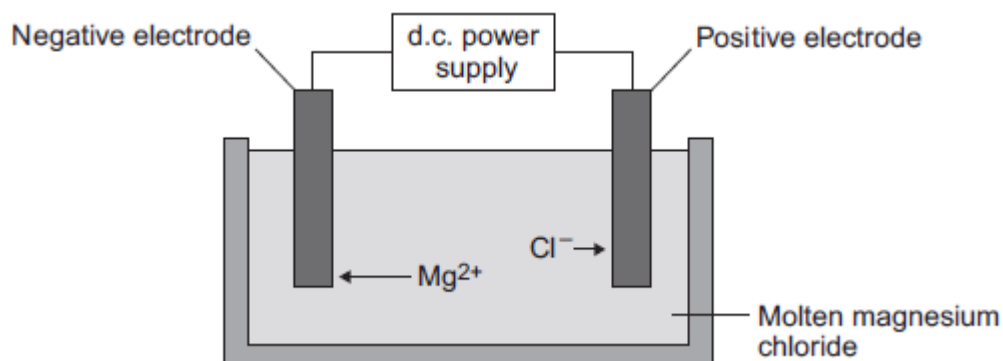 Negative electrode
d.c. power
supply
Positive electrode
Cl⁻
Mg²⁺
Molten magnesium
chloride